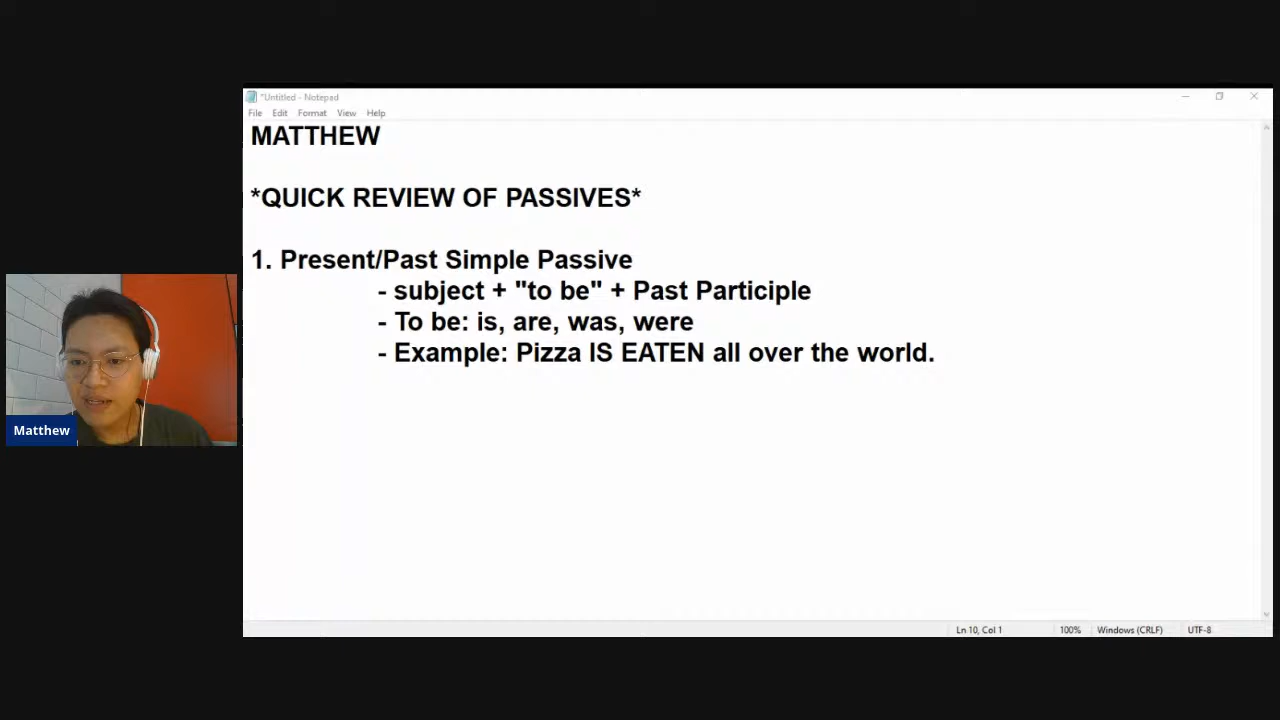 *Untitled - Notepad
File Edit Format View Help
MATTHEW
*QUICK REVIEW OF PASSIVES*
1. Present/Past Simple Passive
- subject + "to be" + Past Participle
- To be: is, are, was, were
- Example: Pizza IS EATEN all over the world.
Matthew
Ln 10, Col 1 100% Windows (CRLF) UTF-8